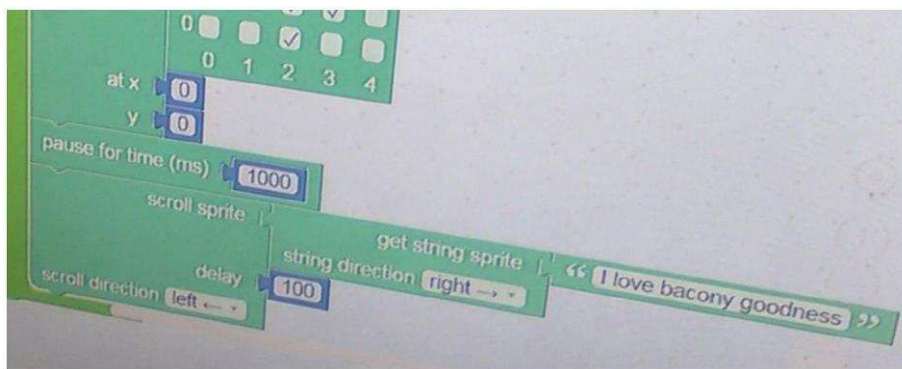 0
0 1 2 3 4
at x 0
y 0
pause for time (ms) 1000
scroll sprite get string sprite “ I love bacony goodness ”
string direction right →
delay 100
scroll direction left ←